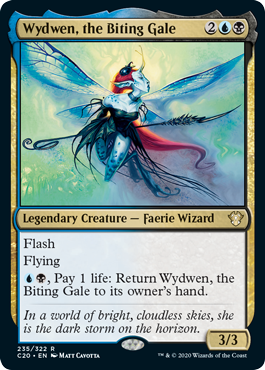 Wydwen, the Biting Gale 2
Legendary Creature — Faerie Wizard
Flash
Flying
, Pay 1 life: Return Wydwen, the
Biting Gale to its owner's hand.
In a world of bright, cloudless skies, she
is the dark storm on the horizon.
3/3
235/322 R
C20 • EN MATT CAVOTTA
™ & © 2020 Wizards of the Coast